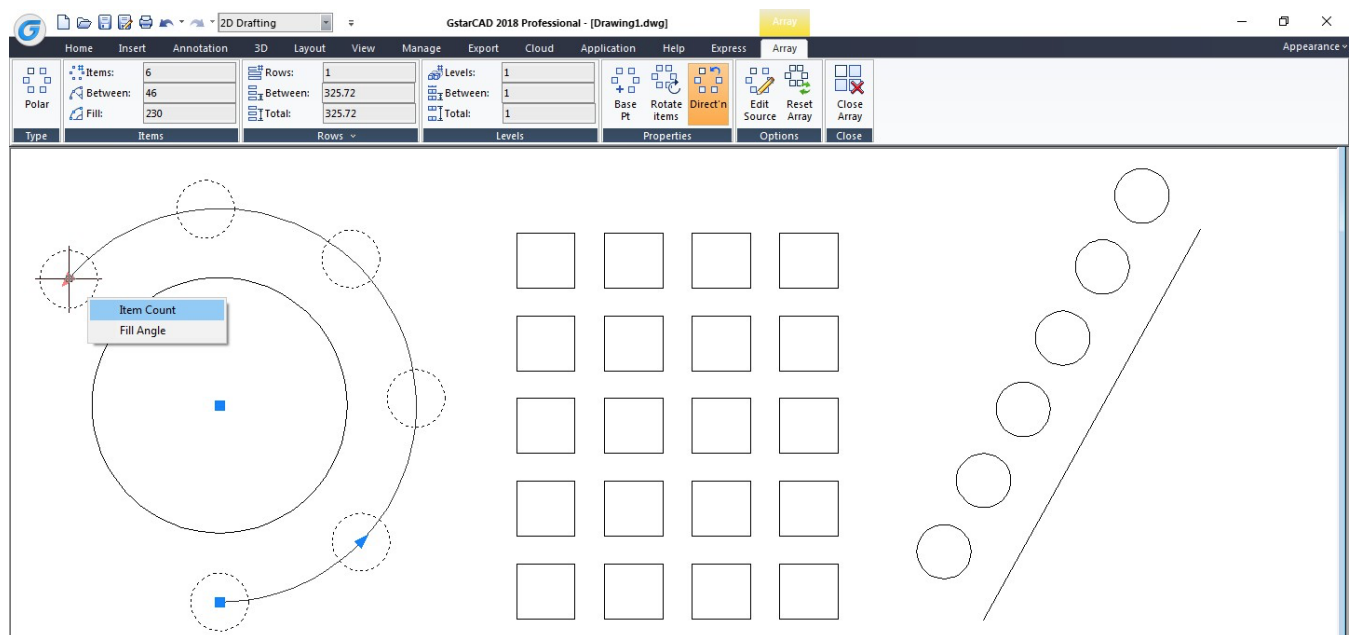 2D Drafting
GstarCAD 2018 Professional - [Drawing1.dwg]
Array
Home Insert Annotation 3D Layout View Manage Export Cloud Application Help Express Array Appearance
Items: 6 Rows: 1 Levels: 1
Between: 46 Between: 325.72 Between: 1
Fill: 230 Total: 325.72 Total: 1
Polar
Base Pt Rotate items Direct'n Edit Source Reset Array Close Array
Type Items Rows Levels Properties Options Close
Item Count
Fill Angle